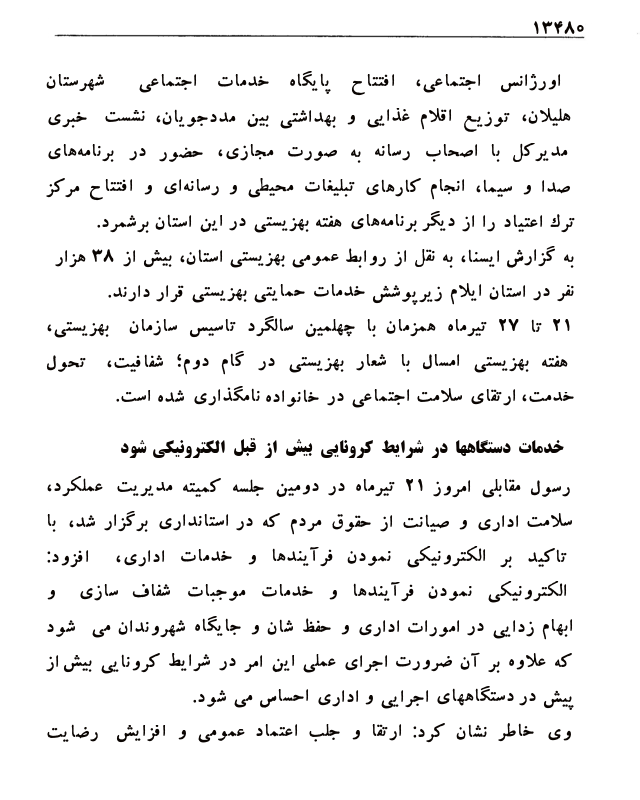 ۱۳۴۸۰
اورژانس اجتماعی، افتتاح پایگاه خدمات اجتماعی شهرستان
هلیلان، توزیع اقلام غذایی و بهداشتی بین مددجویان، نشست خبری
مدیرکل با اصحاب رسانه به صورت مجازی، حضور در برنامه‌های
صدا و سیما، انجام کارهای تبلیغات محیطی و رسانه‌ای و افتتاح مرکز
ترك اعتیاد را از دیگر برنامه‌های هفته بهزیستی در این استان برشمرد.
به گزارش ایسنا، به نقل از روابط عمومی بهزیستی استان، بیش از ۳۸ هزار
نفر در استان ایلام زیرپوشش خدمات حمایتی بهزیستی قرار دارند.
۲۱ تا ۲۷ تیرماه همزمان با چهلمین سالگرد تاسیس سازمان بهزیستی،
هفته بهزیستی امسال با شعار بهزیستی در گام دوم؛ شفافیت، تحول
خدمت، ارتقای سلامت اجتماعی در خانواده نامگذاری شده است.
خدمات دستگاهها در شرایط کرونایی بیش از قبل الکترونیکی شود
رسول مقابلی امروز ۲۱ تیرماه در دومین جلسه کمیته مدیریت عملکرد،
سلامت اداری و صیانت از حقوق مردم که در استانداری برگزار شد، با
تاکید بر الکترونیکی نمودن فرآیندها و خدمات اداری، افزود:
الکترونیکی نمودن فرآیندها و خدمات موجبات شفاف سازی و
ابهام زدایی در امورات اداری و حفظ شان و جایگاه شهروندان می شود
که علاوه بر آن ضرورت اجرای عملی این امر در شرایط کرونایی بیش از
پیش در دستگاههای اجرایی و اداری احساس می شود.
وی خاطر نشان کرد: ارتقا و جلب اعتماد عمومی و افزایش رضایت